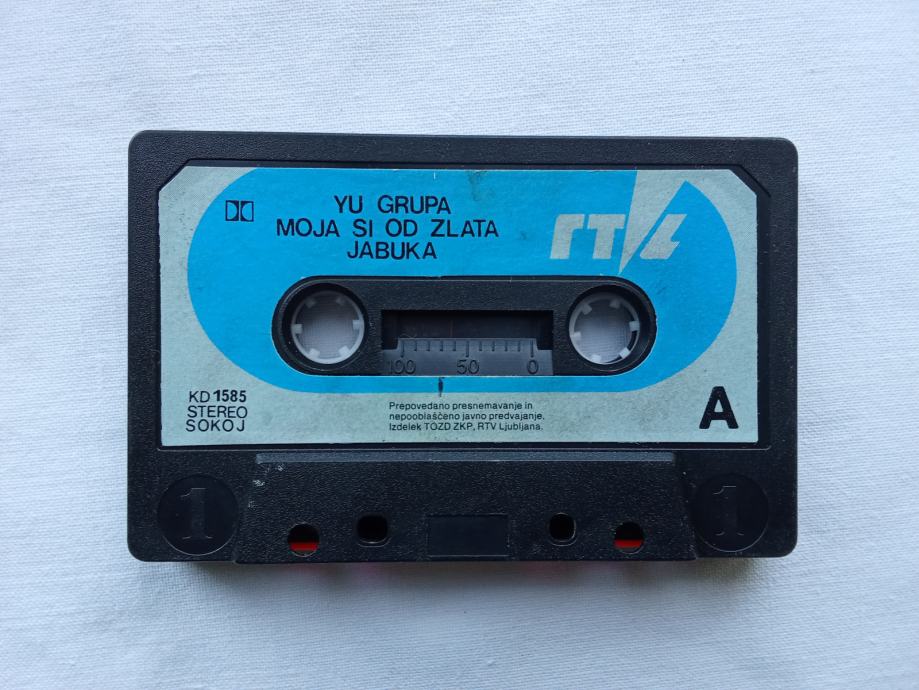 YU GRUPA
MOJA SI OD ZLATA
JABUKA
RTVL
100 50 0
KD 1585
STEREO
SOKOJ
Prepovedano presnemavanje in
nepooblaščeno javno predvajanje.
Izdelek TOZD ZKP, RTV Ljubljana.
A
1 1